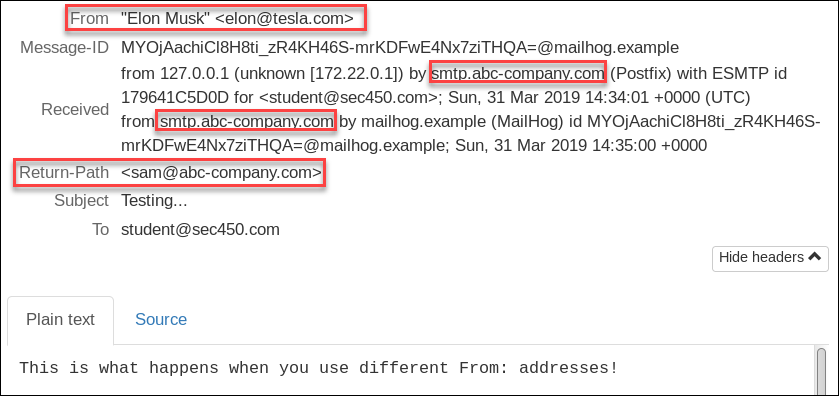 From "Elon Musk" <elon@tesla.com>
Message-ID MYOjAachiCl8H8ti_zR4KH46S-mrKDFwE4Nx7ziTHQA=@mailhog.example
from 127.0.0.1 (unknown [172.22.0.1]) by smtp.abc-company.com (Postfix) with ESMTP id
Received 179641C5D0D for <student@sec450.com>; Sun, 31 Mar 2019 14:34:01 +0000 (UTC)
from smtp.abc-company.com by mailhog.example (MailHog) id MYOjAachiCl8H8ti_zR4KH46S-
mrKDFwE4Nx7ziTHQA=@mailhog.example; Sun, 31 Mar 2019 14:35:00 +0000
Return-Path <sam@abc-company.com>
Subject Testing...
To student@sec450.com
Hide headers
Plain text Source
This is what happens when you use different From: addresses!